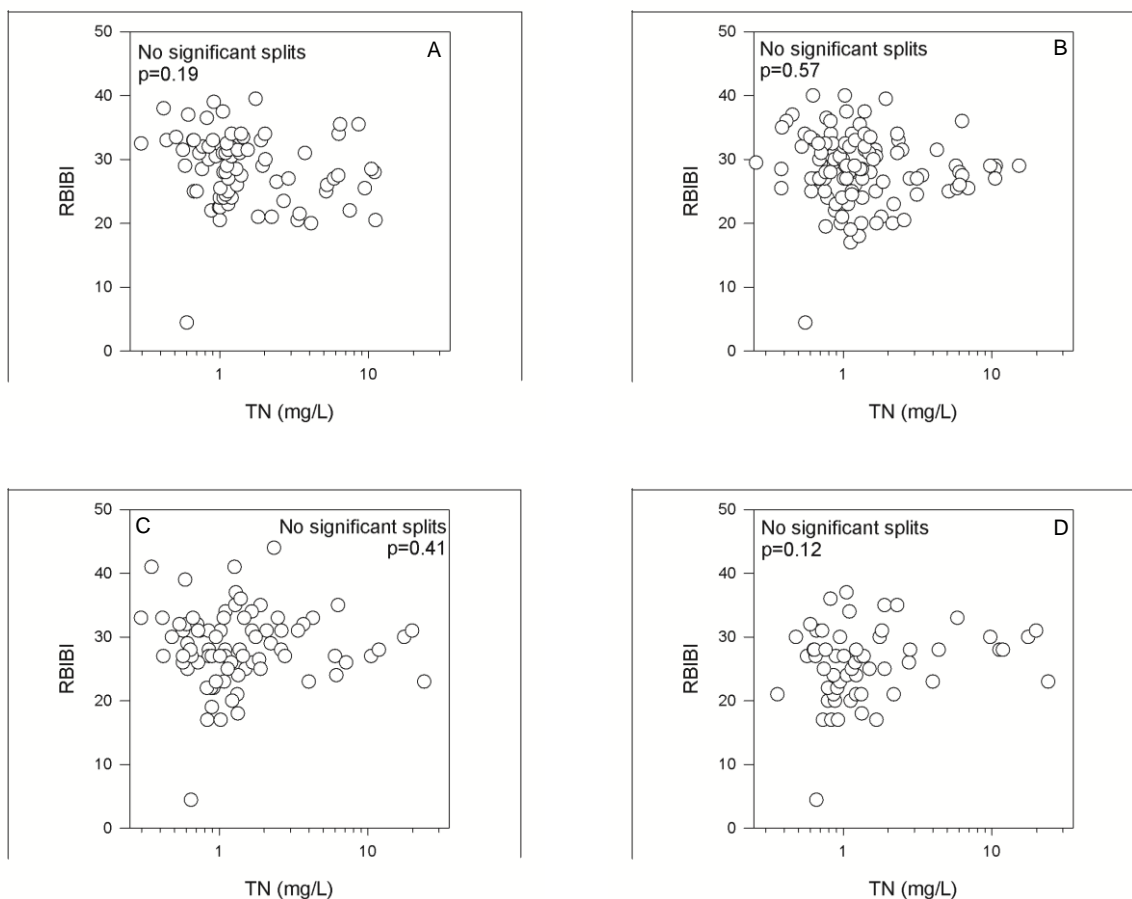 50
No significant splits
A
p=0.19
40
30
RBIBI
20
10
0
1
10
TN (mg/L)
50
No significant splits
B
p=0.57
40
30
RBIBI
20
10
0
1
10
TN (mg/L)
50
C
No significant splits
p=0.41
40
30
RBIBI
20
10
0
1
10
TN (mg/L)
50
No significant splits
D
p=0.12
40
30
RBIBI
20
10
0
1
10
TN (mg/L)